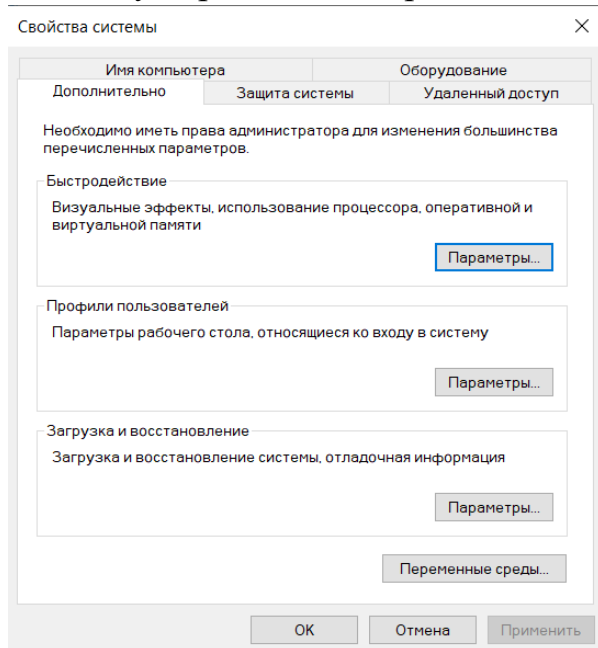 Свойства системы
Имя компьютера
Оборудование
Дополнительно
Защита системы
Удаленный доступ
Необходимо иметь права администратора для изменения большинства
перечисленных параметров.
Быстродействие
Визуальные эффекты, использование процессора, оперативной и
виртуальной памяти
Параметры...
Профили пользователей
Параметры рабочего стола, относящиеся ко входу в систему
Параметры...
Загрузка и восстановление
Загрузка и восстановление системы, отладочная информация
Параметры...
Переменные среды...
ОК
Отмена
Применить